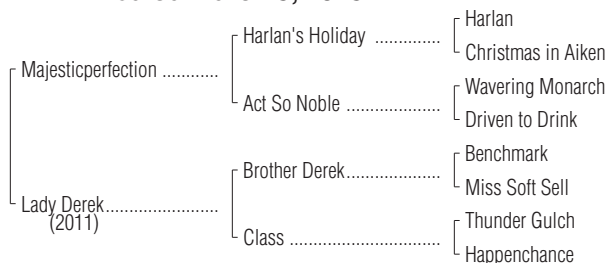 Harlan
Harlan's Holiday ..............
Christmas in Aiken
Majesticperfection ............
Wavering Monarch
Act So Noble .....................
Driven to Drink
Benchmark
Brother Derek.....................
Miss Soft Sell
Lady Derek.........................
(2011)
Thunder Gulch
Class .................................
Happenchance